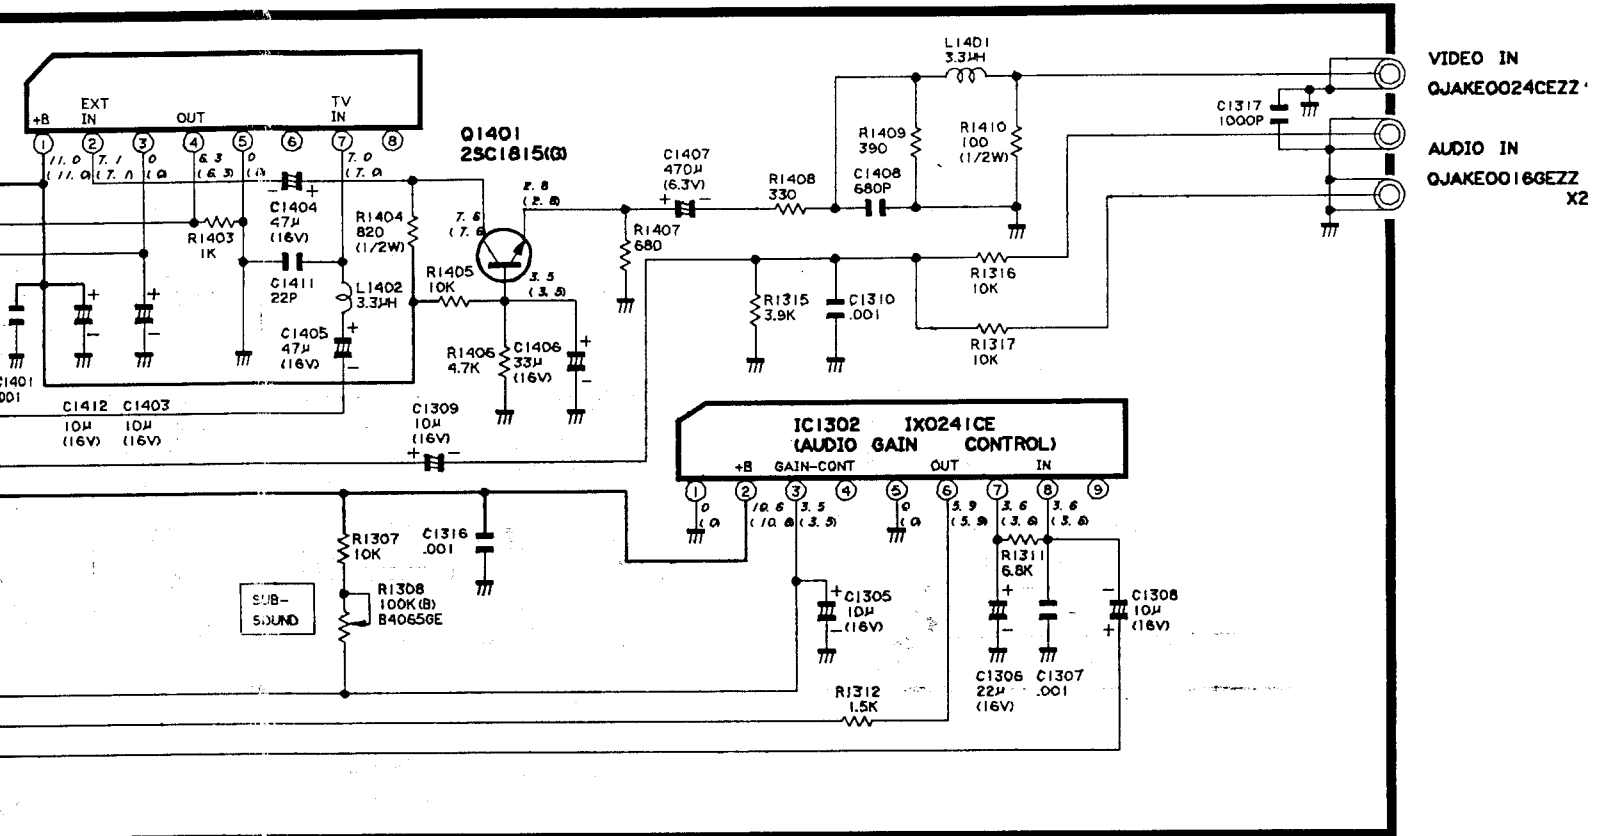 L1401
3.3μH
VIDEO IN
QJAKE0024CEZZ
C1317
1000P
AUDIO IN
QJAKE0016GEZZ
X2
EXT
IN
+B
OUT
TV
IN
1 2 3 4 5 6 7 8
11.0 7.1 0 6.3 0 7.0
(11.0) (7.1) (0) (6.3) (7.0)
Q1401
2SC1815(G)
2.8
(2.8)
7.6
(7.6)
3.5
(3.5)
C1407
470μ
(6.3V)
R1408
330
R1409
390
C1408
680P
R1410
100
(1/2W)
R1407
680
R1403
1K
C1404
47μ
(16V)
R1404
820
(1/2W)
C1411
22P
L1402
3.3μH
R1405
10K
C1405
47μ
(16V)
R1406
4.7K
C1406
33μ
(16V)
R1315
3.9K
C1310
.001
R1316
10K
R1317
10K
C1401
.001
C1412
10μ
(16V)
C1403
10μ
(16V)
C1309
10μ
(16V)
IC1302 IX0241CE
(AUDIO GAIN CONTROL)
+B GAIN-CONT OUT IN
1 2 3 4 5 6 7 8 9
0 10.6 3.5 0 5.9 3.6 3.6
(0) (10.6) (3.5) (0) (5.9) (3.6) (3.6)
R1307
10K
C1316
.001
R1308
100K(B)
B4065GE
SUB-
SOUND
C1305
10μ
(16V)
R1311
6.8K
C1308
10μ
(16V)
C1306
22μ
(16V)
C1307
.001
R1312
1.5K